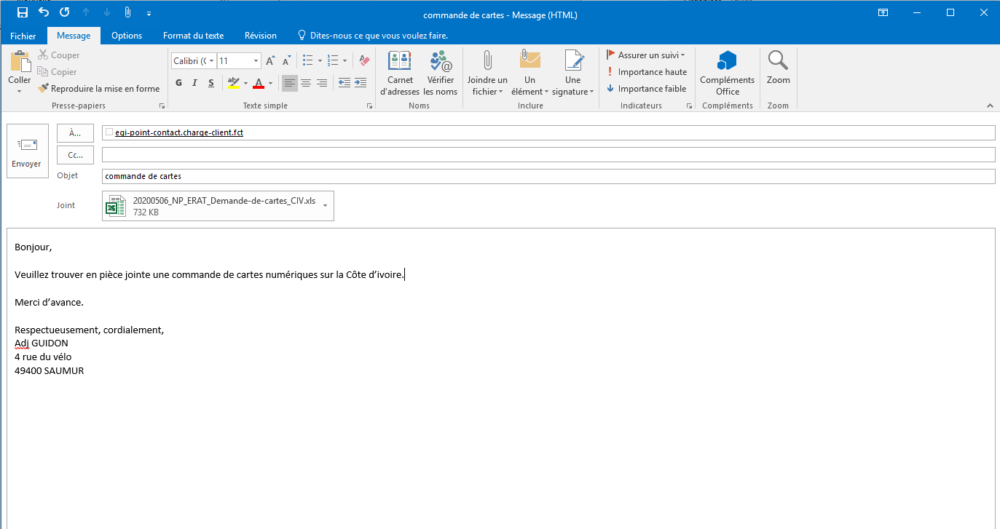 commande de cartes - Message (HTML)
Fichier Message Options Format du texte Révision Dites-nous ce que vous voulez faire.
Coller
Couper
Copier
Reproduire la mise en forme
Presse-papiers
Calibri (C 11
G I S
Texte simple
Carnet d'adresses
Vérifier les noms
Noms
Joindre un fichier
Un élément
Une signature
Inclure
Assurer un suivi
Importance haute
Importance faible
Indicateurs
Compléments Office
Compléments
Zoom
Zoom
Envoyer
À... egi-point-contact.charge-client.fct
Cc...
Objet commande de cartes
Joint 20200506_NP_ERAT_Demande-de-cartes_CIV.xls
732 KB
Bonjour,
Veuillez trouver en pièce jointe une commande de cartes numériques sur la Côte d’ivoire.
Merci d’avance.
Respectueusement, cordialement,
Adj GUIDON
4 rue du vélo
49400 SAUMUR